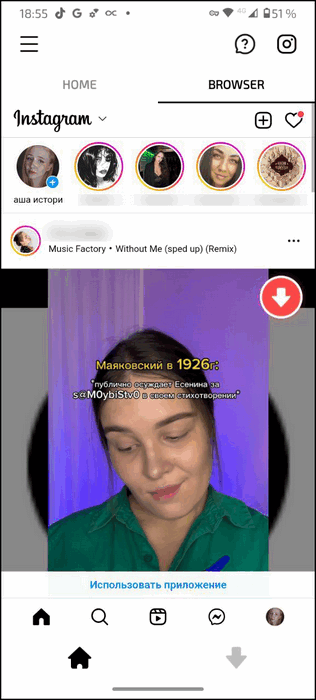 18:55
4G
51 %
HOME
BROWSER
Instagram
аша истори
Music Factory • Without Me (sped up) (Remix)
Маяковский в 1926г:
*публично осуждает Есенина за
s@M0ybiStv0 в своем стихотворении*
Использовать приложение